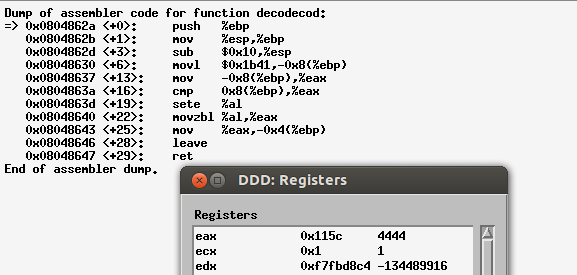 Dump of assembler code for function decodecod:
=> 0x0804862a <+0>: push %ebp
0x0804862b <+1>: mov %esp,%ebp
0x0804862d <+3>: sub $0x10,%esp
0x08048630 <+6>: movl $0x1b41,-0x8(%ebp)
0x08048637 <+13>: mov -0x8(%ebp),%eax
0x0804863a <+16>: cmp 0x8(%ebp),%eax
0x0804863d <+19>: sete %al
0x08048640 <+22>: movzbl %al,%eax
0x08048643 <+25>: mov %eax,-0x4(%ebp)
0x08048646 <+28>: leave
0x08048647 <+29>: ret
End of assembler dump.
DDD: Registers
Registers
eax 0x115c 4444
ecx 0x1 1
edx 0xf7fbd8c4 -134489916